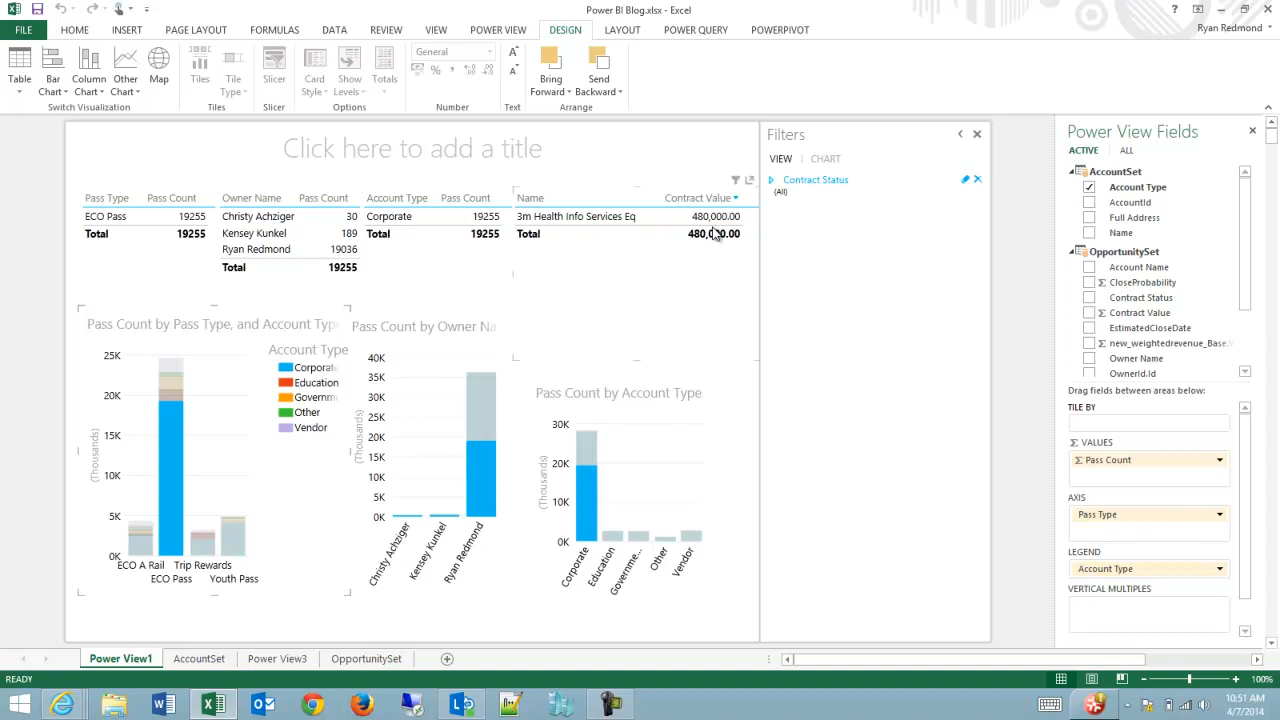 Power BI Blog.xlsx - Excel
FILE HOME INSERT PAGE LAYOUT FORMULAS DATA REVIEW VIEW POWER VIEW DESIGN LAYOUT POWER QUERY POWERPIVOT
Ryan Redmond
Table
Bar Chart
Column Chart
Other Chart
Map
Tiles
Tile Type
Slicer
Card Style
Show Levels
Totals
General
Bring Forward
Send Backward
Switch Visualization
Tiles
Slicer
Options
Number
Text
Arrange
Click here to add a title
Pass Type Pass Count
ECO Pass 19255
Total 19255
Owner Name Pass Count
Christy Achziger 30
Kensey Kunkel 189
Ryan Redmond 19036
Total 19255
Account Type Pass Count
Corporate 19255
Total 19255
Name Contract Value
3m Health Info Services Eq 480,000.00
Total 480,000.00
Pass Count by Pass Type, and Account Typ
Account Type
Corporate
Education
Governm
Other
Vendor
25K
20K
15K
10K
5K
0K
(Thousands)
ECO A Rail Trip Rewards
ECO Pass Youth Pass
Pass Count by Owner Na
40K
35K
30K
25K
20K
15K
10K
5K
0K
(Thousands)
Christy Achziger
Kensey Kunkel
Ryan Redmond
Pass Count by Account Type
30K
20K
10K
0K
(Thousands)
Corporate
Education
Governme...
Other
Vendor
Filters
VIEW CHART
Contract Status
(All)
Power View Fields
ACTIVE ALL
AccountSet
Account Type
AccountId
Full Address
Name
OpportunitySet
Account Name
Σ CloseProbability
Contract Status
Σ Contract Value
EstimatedCloseDate
Σ new_weightedrevenue_Base.V
Owner Name
OwnerId.Id
Drag fields between areas below:
TILE BY
Σ VALUES
Σ Pass Count
AXIS
Pass Type
LEGEND
Account Type
VERTICAL MULTIPLES
Power View1 AccountSet Power View3 OpportunitySet
READY
100%
10:51 AM
4/7/2014